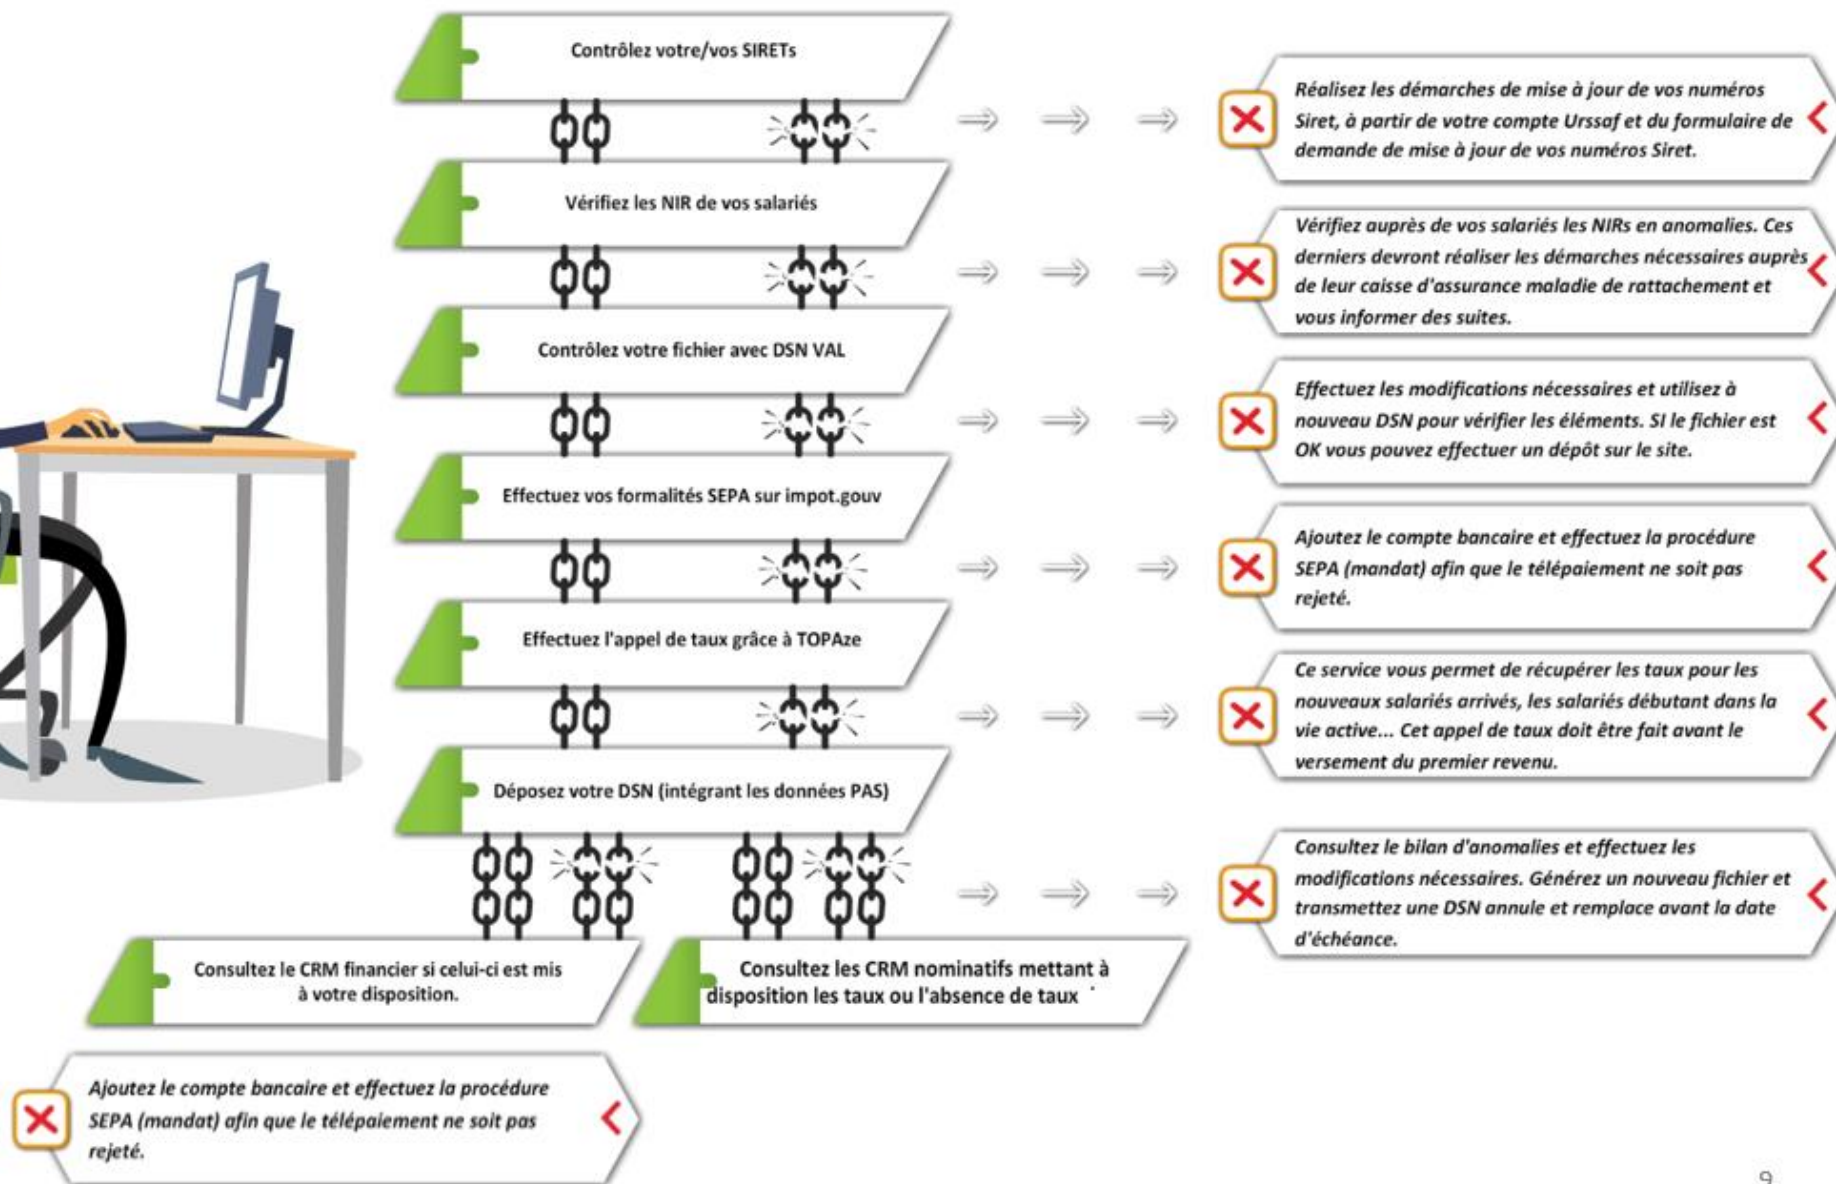 Contrôlez votre/vos SIRETs
Réalisez les démarches de mise à jour de vos numéros
Siret, à partir de votre compte Urssaf et du formulaire de
demande de mise à jour de vos numéros Siret.
Vérifiez les NIR de vos salariés
Vérifiez auprès de vos salariés les NIRs en anomalies. Ces
derniers devront réaliser les démarches nécessaires auprès
de leur caisse d'assurance maladie de rattachement et
vous informer des suites.
Contrôlez votre fichier avec DSN VAL
Effectuez les modifications nécessaires et utilisez à
nouveau DSN pour vérifier les éléments. SI le fichier est
OK vous pouvez effectuer un dépôt sur le site.
Effectuez vos formalités SEPA sur impot.gouv
Ajoutez le compte bancaire et effectuez la procédure
SEPA (mandat) afin que le télépaiement ne soit pas
rejeté.
Effectuez l'appel de taux grâce à TOPAze
Ce service vous permet de récupérer les taux pour les
nouveaux salariés arrivés, les salariés débutant dans la
vie active... Cet appel de taux doit être fait avant le
versement du premier revenu.
Déposez votre DSN (intégrant les données PAS)
Consultez le bilan d'anomalies et effectuez les
modifications nécessaires. Générez un nouveau fichier et
transmettez une DSN annule et remplace avant la date
d'échéance.
Consultez le CRM financier si celui-ci est mis
à votre disposition.
Consultez les CRM nominatifs mettant à
disposition les taux ou l'absence de taux
Ajoutez le compte bancaire et effectuez la procédure
SEPA (mandat) afin que le télépaiement ne soit pas
rejeté.
9